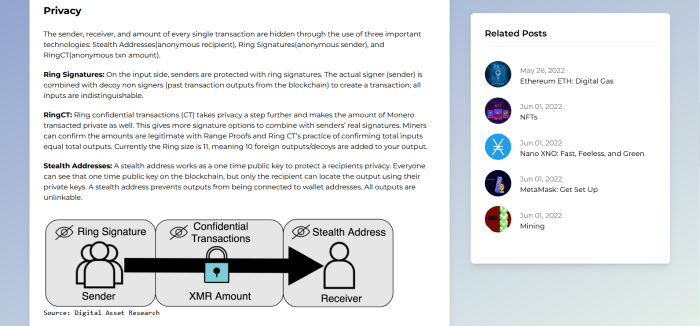 Privacy
The sender, receiver, and amount of every single transaction are hidden through the use of three important
technologies: Stealth Addresses(anonymous recipient), Ring Signatures(anonymous sender), and
RingCT(anonymous txn amount).
Ring Signatures: On the input side, senders are protected with ring signatures. The actual signer (sender) is
combined with decoy non signers (past transaction outputs from the blockchain) to create a transaction; all
inputs are indistinguishable.
RingCT: Ring confidential transactions (CT) takes privacy a step further and makes the amount of Monero
transacted private as well. This gives more signature options to combine with senders' real signatures. Miners
can confirm the amounts are legitimate with Range Proofs and Ring CT's practice of confirming total inputs
equal total outputs. Currently the Ring size is 11, meaning 10 foreign outputs/decoys are added to your output.
Stealth Addresses: A stealth address works as a one time public key to protect a recipients privacy. Everyone
can see that one time public key on the blockchain, but only the recipient can locate the output using their
private keys. A stealth address prevents outputs from being connected to wallet addresses. All outputs are
unlinkable.
Ring Signature
Confidential
Transactions
Stealth Address
Sender
XMR Amount
Receiver
Source: Digital Asset Research
Related Posts
May 26, 2022
Ethereum ETH: Digital Gas
Jun 01, 2022
NFTs
Jun 01, 2022
Nano XNO: Fast, Feeless, and Green
Jun 01, 2022
MetaMask: Get Set Up
Jun 01, 2022
Mining